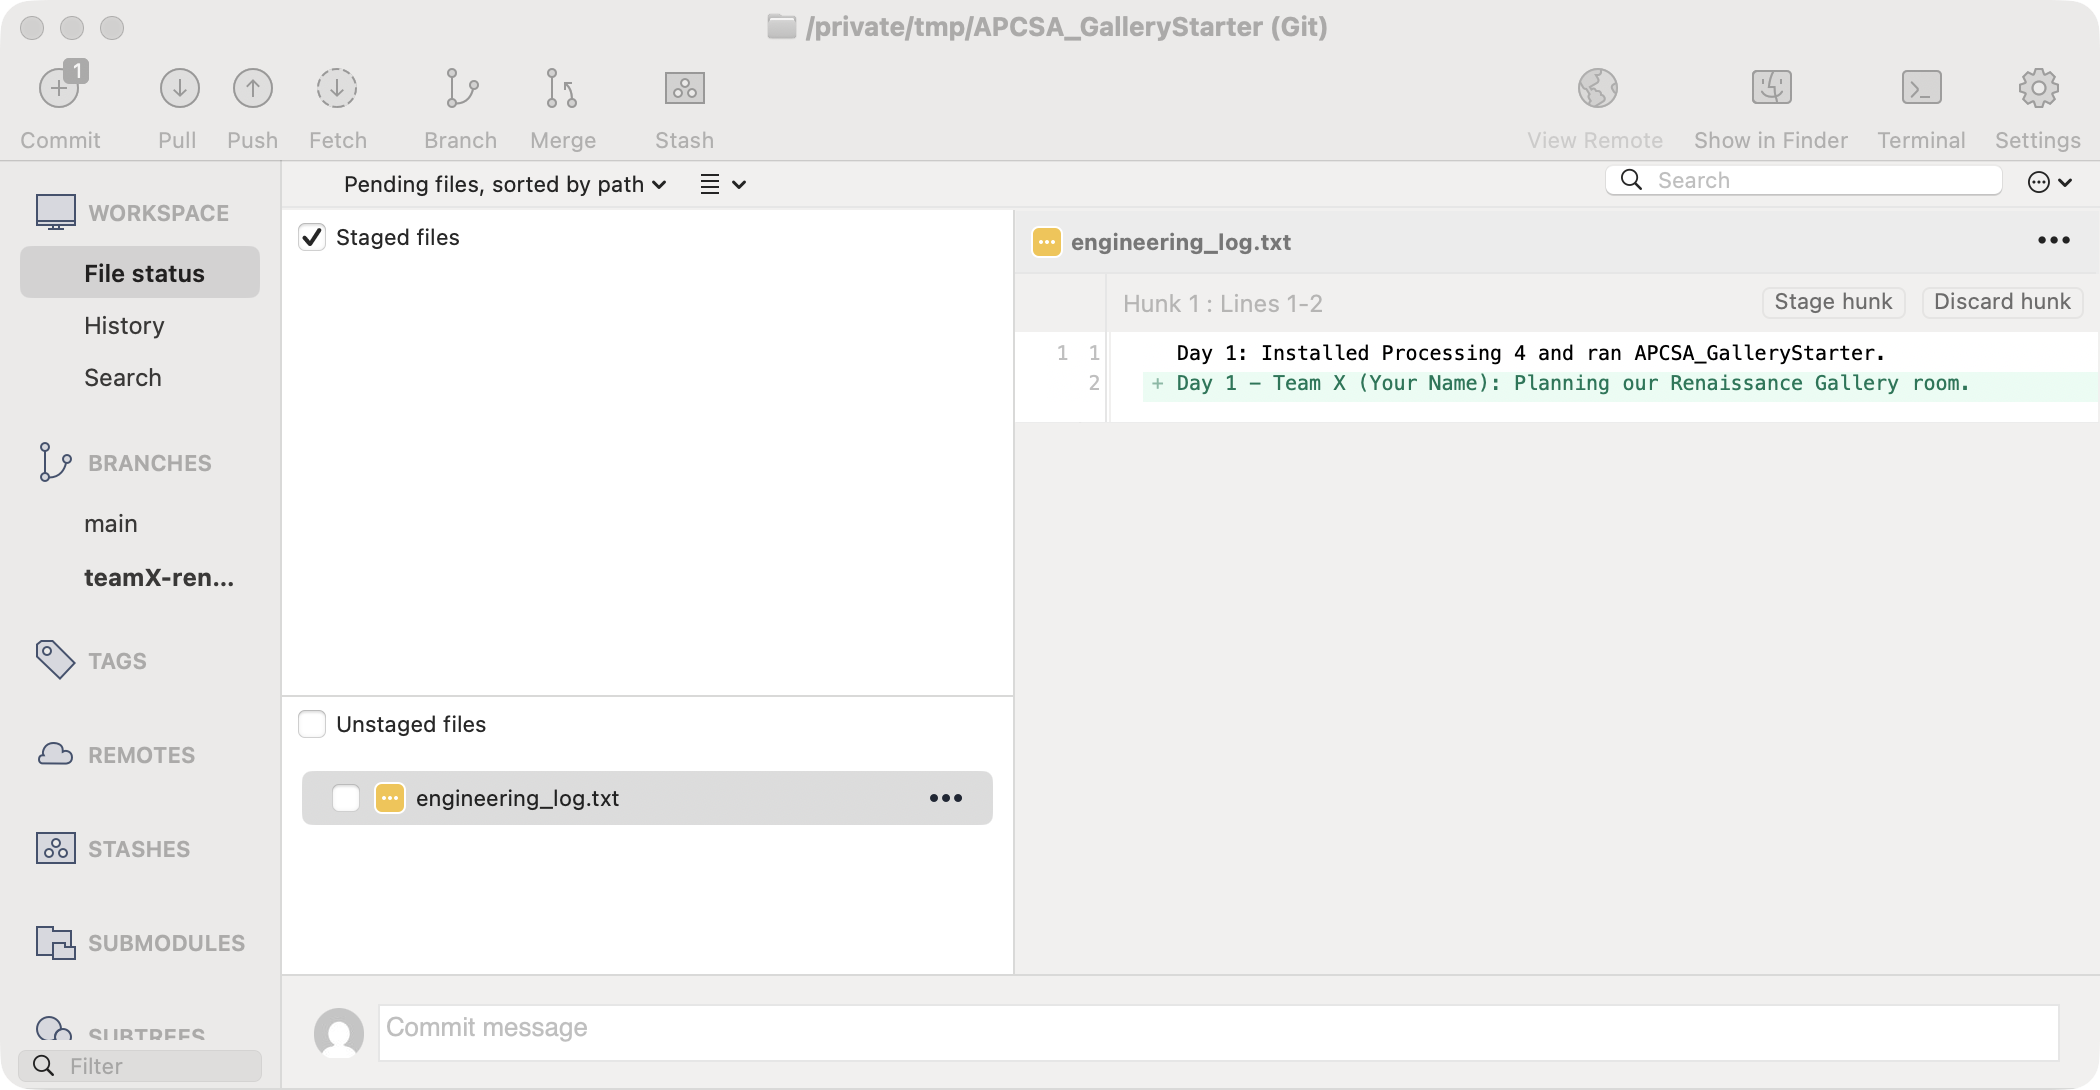 /private/tmp/APCSA_GalleryStarter (Git)
1
Commit
Pull
Push
Fetch
Branch
Merge
Stash
View Remote
Show in Finder
Terminal
Settings
Pending files, sorted by path
Search
WORKSPACE
File status
History
Search
BRANCHES
main
teamX-ren...
TAGS
REMOTES
STASHES
SUBMODULES
SUBTREES
Filter
Staged files
Unstaged files
engineering_log.txt
engineering_log.txt
Hunk 1 : Lines 1-2
Stage hunk
Discard hunk
1 1 Day 1: Installed Processing 4 and ran APCSA_GalleryStarter.
2 + Day 1 – Team X (Your Name): Planning our Renaissance Gallery room.
Commit message